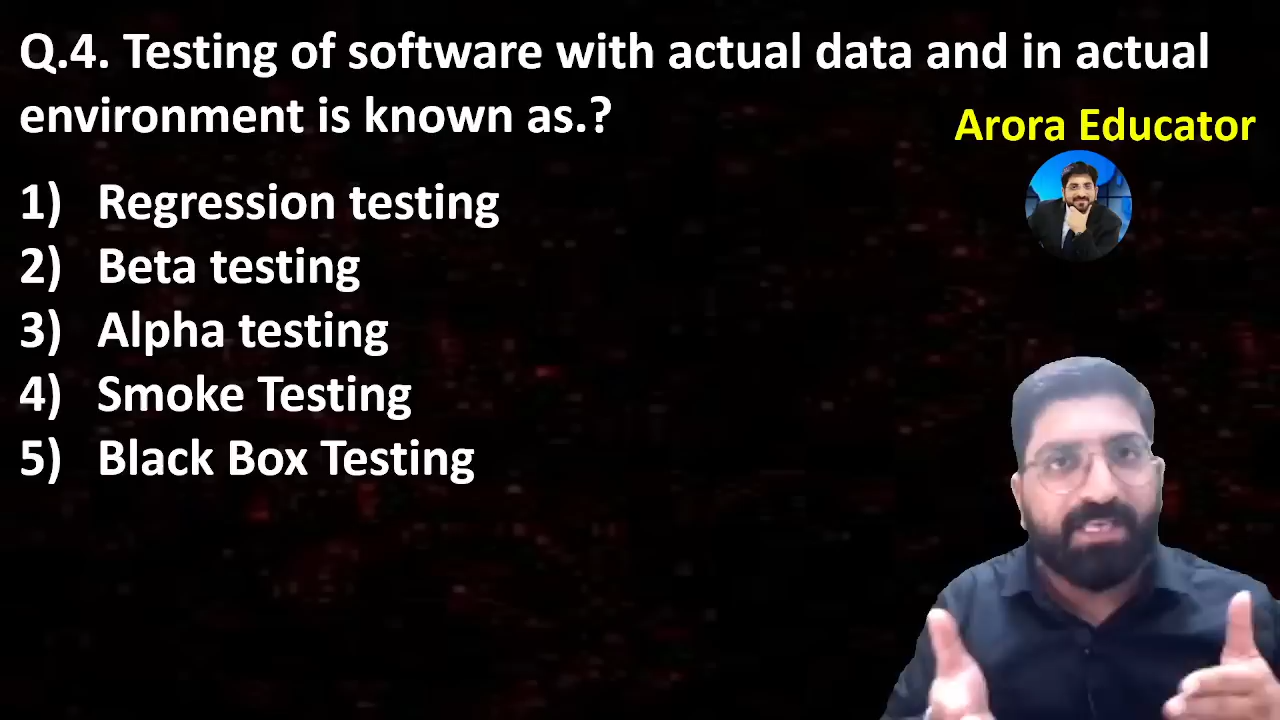 Q.4. Testing of software with actual data and in actual
environment is known as.?
Arora Educator
1) Regression testing
2) Beta testing
3) Alpha testing
4) Smoke Testing
5) Black Box Testing